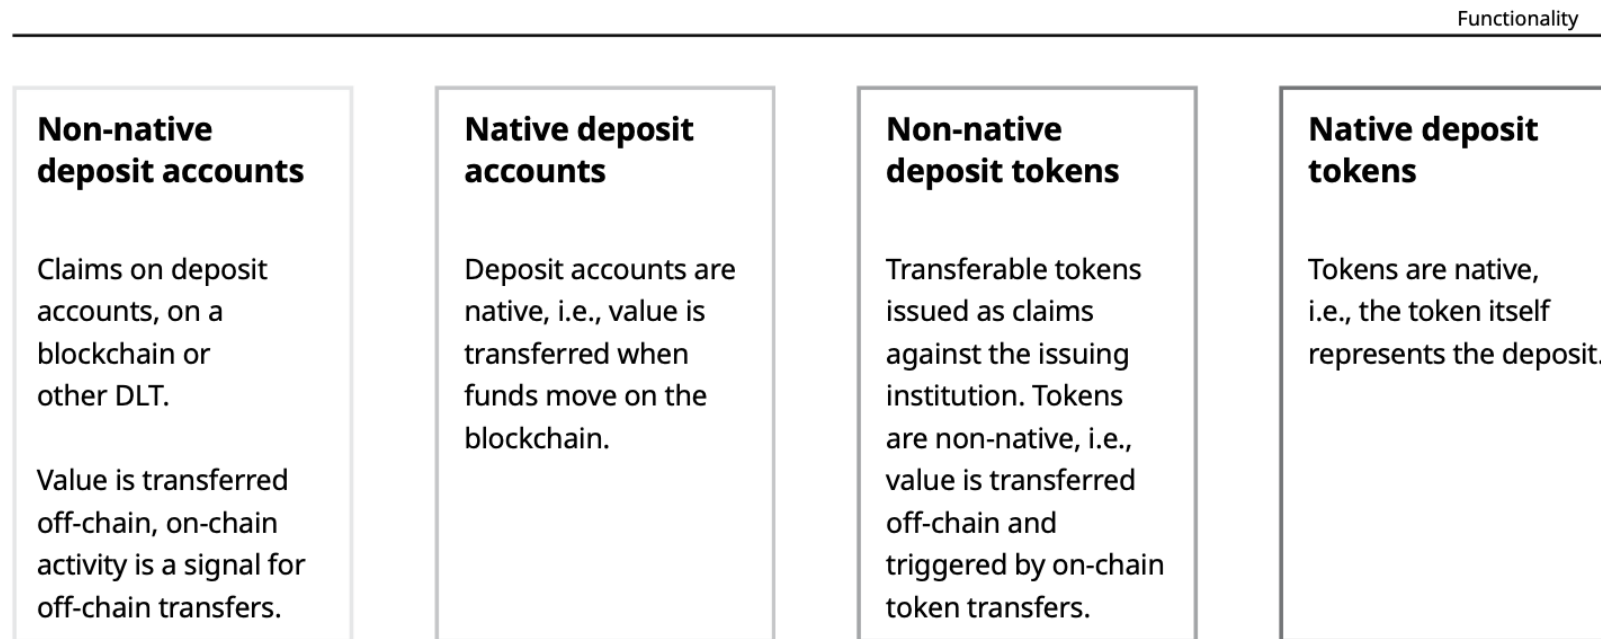 Functionality
Non-native
deposit accounts
Claims on deposit
accounts, on a
blockchain or
other DLT.
Value is transferred
off-chain, on-chain
activity is a signal for
off-chain transfers.
Native deposit
accounts
Deposit accounts are
native, i.e., value is
transferred when
funds move on the
blockchain.
Non-native
deposit tokens
Transferable tokens
issued as claims
against the issuing
institution. Tokens
are non-native, i.e.,
value is transferred
off-chain and
triggered by on-chain
token transfers.
Native deposit
tokens
Tokens are native,
i.e., the token itself
represents the deposit.